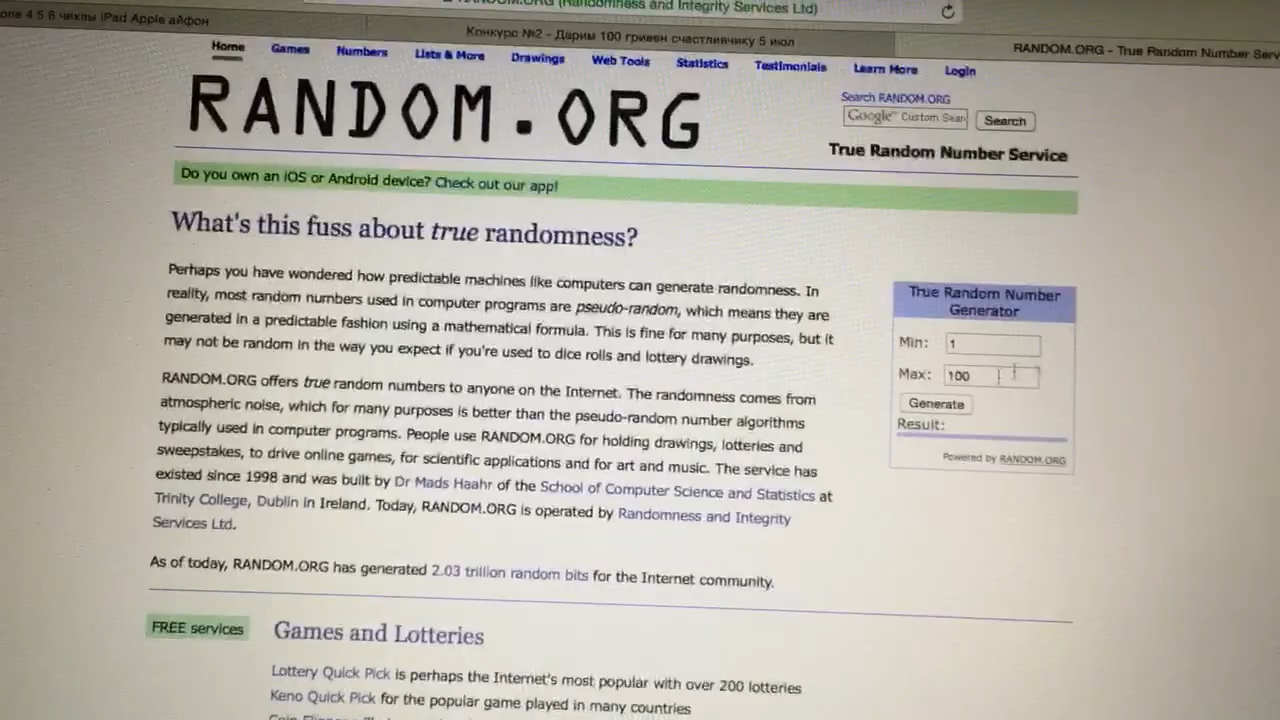 (Randomness and Integrity Services Ltd)
one 4 5 6 чехлы iPad Apple айфон
Конкурс №2 - Дарим 100 гривен счастливчику 5 июл
RANDOM.ORG - True Random Number Serv
Home Games Numbers Lists & More Drawings Web Tools Statistics Testimonials Learn More Login
RANDOM.ORG
Search RANDOM.ORG
Google™ Custom Sear
Search
True Random Number Service
Do you own an iOS or Android device? Check out our app!
What's this fuss about true randomness?
Perhaps you have wondered how predictable machines like computers can generate randomness. In
reality, most random numbers used in computer programs are pseudo-random, which means they are
generated in a predictable fashion using a mathematical formula. This is fine for many purposes, but it
may not be random in the way you expect if you're used to dice rolls and lottery drawings.
RANDOM.ORG offers true random numbers to anyone on the Internet. The randomness comes from
atmospheric noise, which for many purposes is better than the pseudo-random number algorithms
typically used in computer programs. People use RANDOM.ORG for holding drawings, lotteries and
sweepstakes, to drive online games, for scientific applications and for art and music. The service has
existed since 1998 and was built by Dr Mads Haahr of the School of Computer Science and Statistics at
Trinity College, Dublin in Ireland. Today, RANDOM.ORG is operated by Randomness and Integrity
Services Ltd.
As of today, RANDOM.ORG has generated 2.03 trillion random bits for the Internet community.
True Random Number
Generator
Min: 1
Max: 100
Generate
Result:
Powered by RANDOM.ORG
FREE services
Games and Lotteries
Lottery Quick Pick is perhaps the Internet's most popular with over 200 lotteries
Keno Quick Pick for the popular game played in many countries